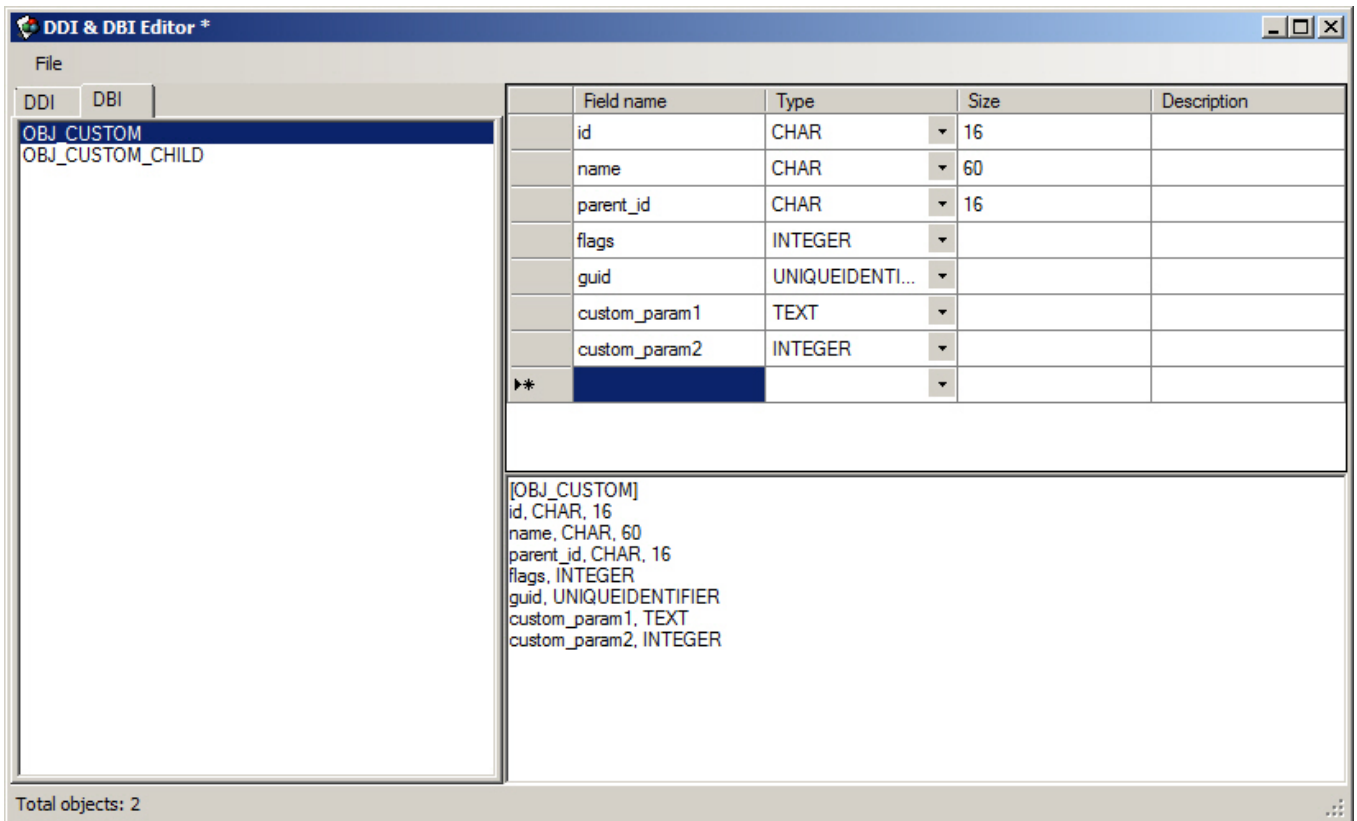 DDI & DBI Editor *
File
DDI DBI
OBJ_CUSTOM
OBJ_CUSTOM_CHILD
Field name Type Size Description
id CHAR 16
name CHAR 60
parent_id CHAR 16
flags INTEGER
guid UNIQUEIDENTI...
custom_param1 TEXT
custom_param2 INTEGER
[OBJ_CUSTOM]
id, CHAR, 16
name, CHAR, 60
parent_id, CHAR, 16
flags, INTEGER
guid, UNIQUEIDENTIFIER
custom_param1, TEXT
custom_param2, INTEGER
Total objects: 2